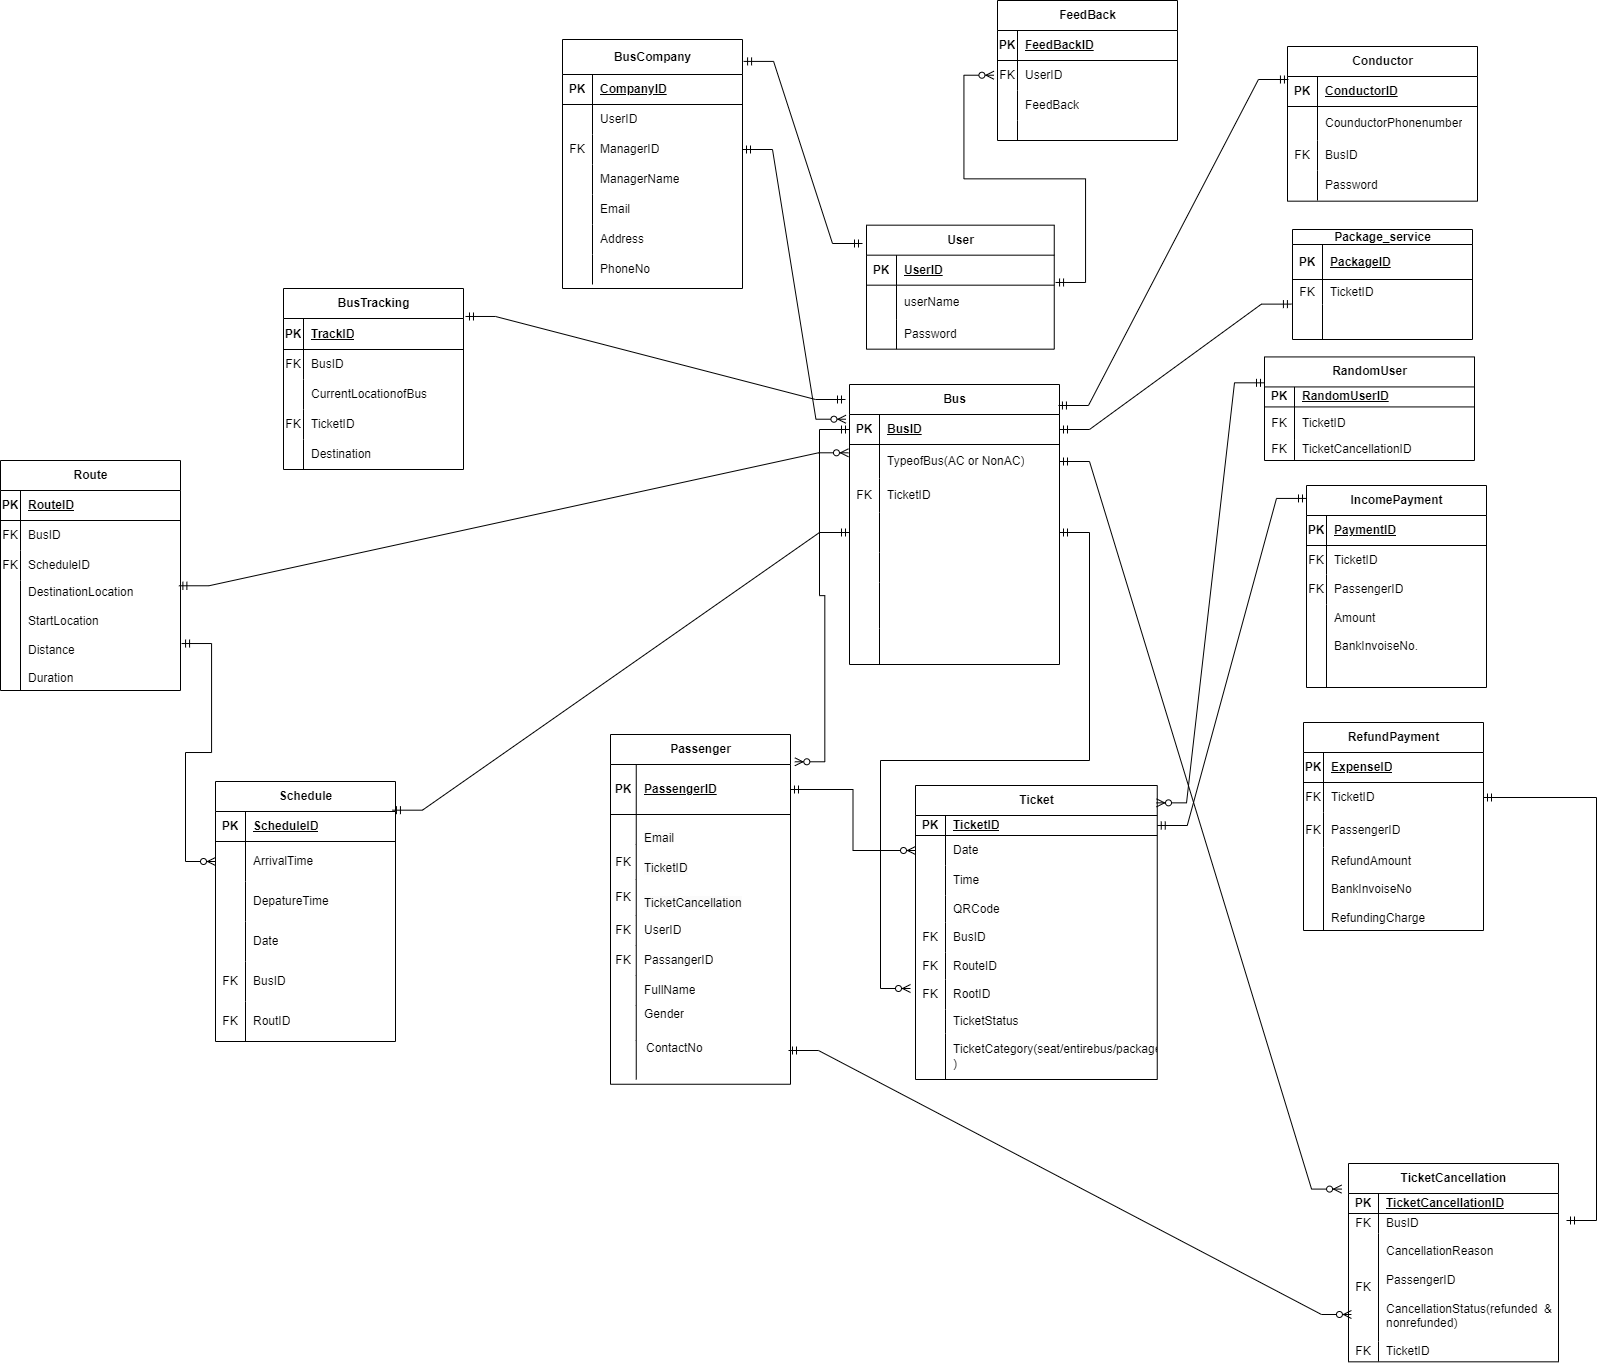 FeedBack
PK FeedBackID
FK UserID
FeedBack
BusCompany
PK CompanyID
UserID
FK ManagerID
ManagerName
Email
Address
PhoneNo
Conductor
PK ConductorID
CounductorPhonenumber
FK BusID
Password
User
PK UserID
userName
Password
Package_service
PK PackageID
FK TicketID
BusTracking
PK TrackID
FK BusID
CurrentLocationofBus
FK TicketID
Destination
RandomUser
PK RandomUserID
FK TicketID
FK TicketCancellationID
Bus
PK BusID
TypeofBus(AC or NonAC)
FK TicketID
Route
PK RouteID
FK BusID
FK ScheduleID
DestinationLocation
StartLocation
Distance
Duration
IncomePayment
PK PaymentID
FK TicketID
FK PassengerID
Amount
BankInvoiseNo.
RefundPayment
PK ExpenseID
FK TicketID
FK PassengerID
RefundAmount
BankInvoiseNo
RefundingCharge
Passenger
PK PassengerID
Email
FK TicketID
FK TicketCancellation
FK UserID
FK PassangerID
FullName
Gender
ContactNo
Schedule
PK ScheduleID
ArrivalTime
DepatureTime
Date
FK BusID
FK RoutID
Ticket
PK TicketID
Date
Time
QRCode
FK BusID
FK RouteID
FK RootID
TicketStatus
TicketCategory(seat/entirebus/package
)
TicketCancellation
PK TicketCancellationID
FK BusID
CancellationReason
FK PassengerID
CancellationStatus(refunded &
nonrefunded)
FK TicketID